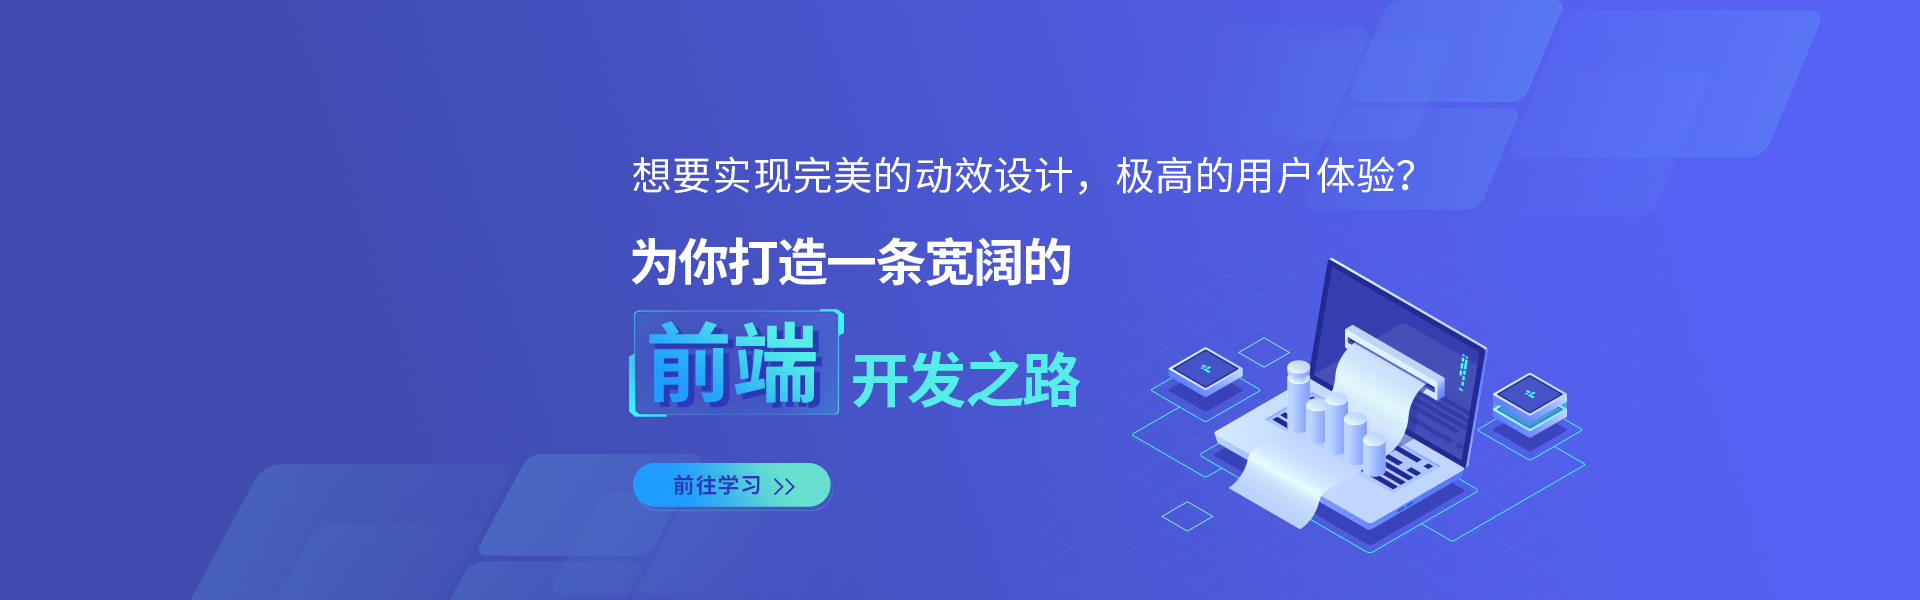 想要实现完美的动效设计，极高的用户体验？
为你打造一条宽阔的
前端 开发之路
前往学习 >>